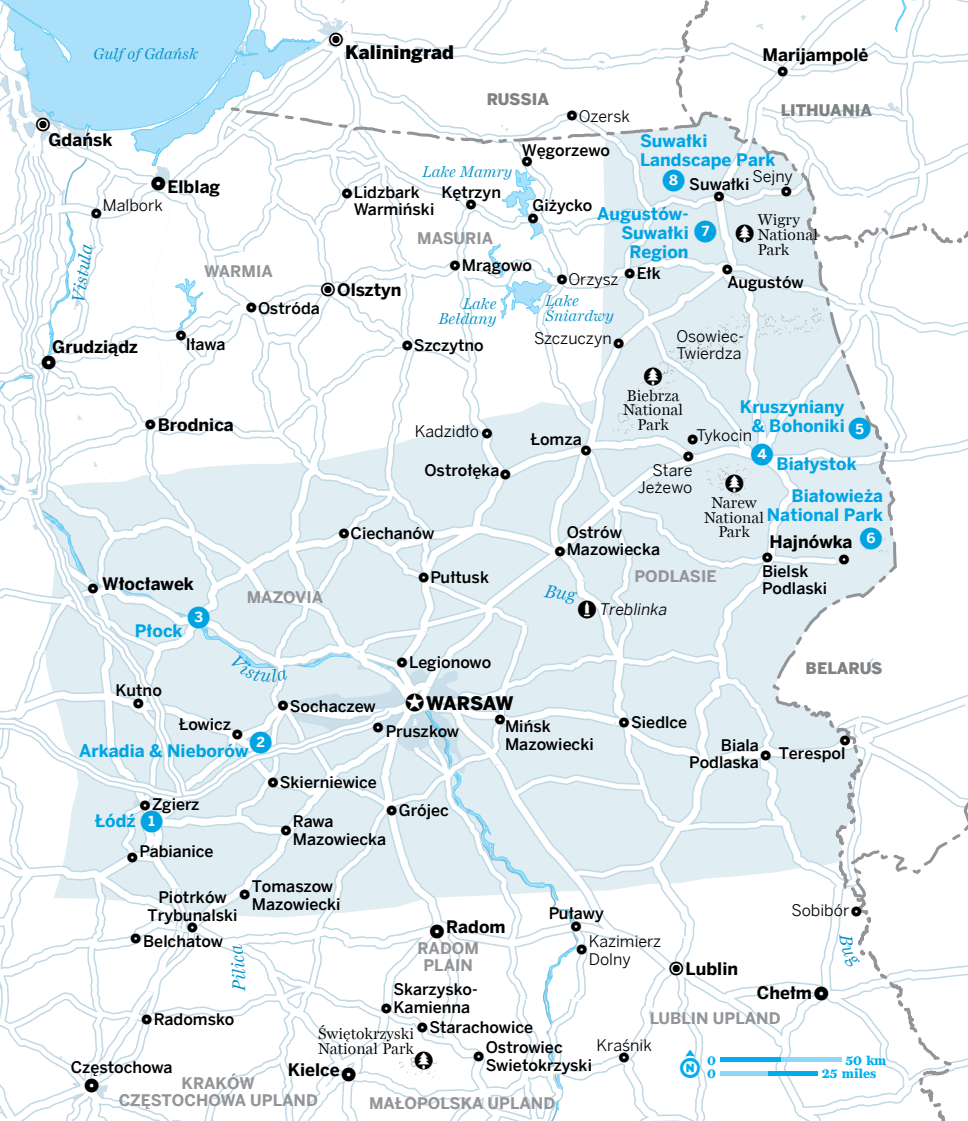 Gulf of Gdańsk
Kaliningrad
Marijampolė
RUSSIA
LITHUANIA
Ozersk
Gdańsk
Suwałki
Landscape Park
8
Węgorzewo
Lake Mamry
Sejny
Suwałki
Elbląg
Lidzbark
Warmiński
Kętrzyn
Giżycko
Malbork
Augustów-
Suwałki
Region
7
Wigry
National
Park
MASURIA
Vistula
WARMIA
Mrągowo
Orzysz
Ełk
Augustów
Olsztyn
Ostróda
Lake
Bełdany
Lake
Śniardwy
Grudziądz
Iława
Szczytno
Szczuczyn
Osowiec-
Twierdza
Biebrza
National
Park
Kruszyniany
& Bohoniki
5
Brodnica
Kadzidło
Łomza
Tykocin
4
Białystok
Ostrołęka
Stare
Jeżewo
Narew
National
Park
Białowieża
National Park
6
Ciechanów
Ostrów
Mazowiecka
Hajnówka
Włocławek
Pułtusk
PODLASIE
Bielsk
Podlaski
MAZOVIA
Bug
Treblinka
3
Płock
Vistula
Legionowo
BELARUS
Kutno
Sochaczew
WARSAW
Łowicz
2
Arkadia & Nieborów
Pruszkow
Mińsk
Mazowiecki
Siedlce
Biala
Podlaska
Terespol
Skierniewice
Zgierz
Łódź
1
Grójec
Rawa
Mazowiecka
Pabianice
Tomaszow
Mazowiecki
Piotrków
Trybunalski
Belchatow
Puławy
Sobibór
Radom
RADOM
PLAIN
Kazimierz
Dolny
Pilica
Bug
Lublin
Chełm
Skarzysko-
Kamienna
Radomsko
Starachowice
LUBLIN UPLAND
Świętokrzyski
National Park
Ostrowiec
Swietokrzyski
Kraśnik
Częstochowa
Kielce
KRAKÓW
CZĘSTOCHOWA UPLAND
MAŁOPOLSKA UPLAND
N
0 50 km
0 25 miles